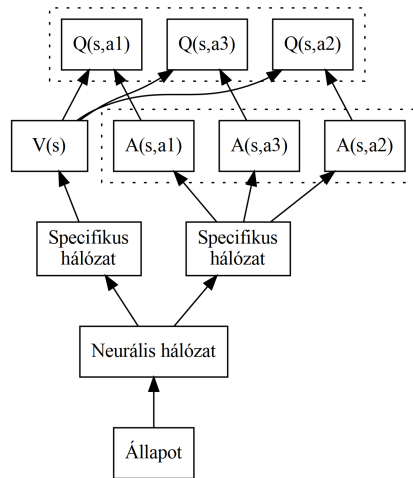 Q(s,a1)
Q(s,a3)
Q(s,a2)
V(s)
A(s,a1)
A(s,a3)
A(s,a2)
Specifikus
hálózat
Specifikus
hálózat
Neurális hálózat
Állapot